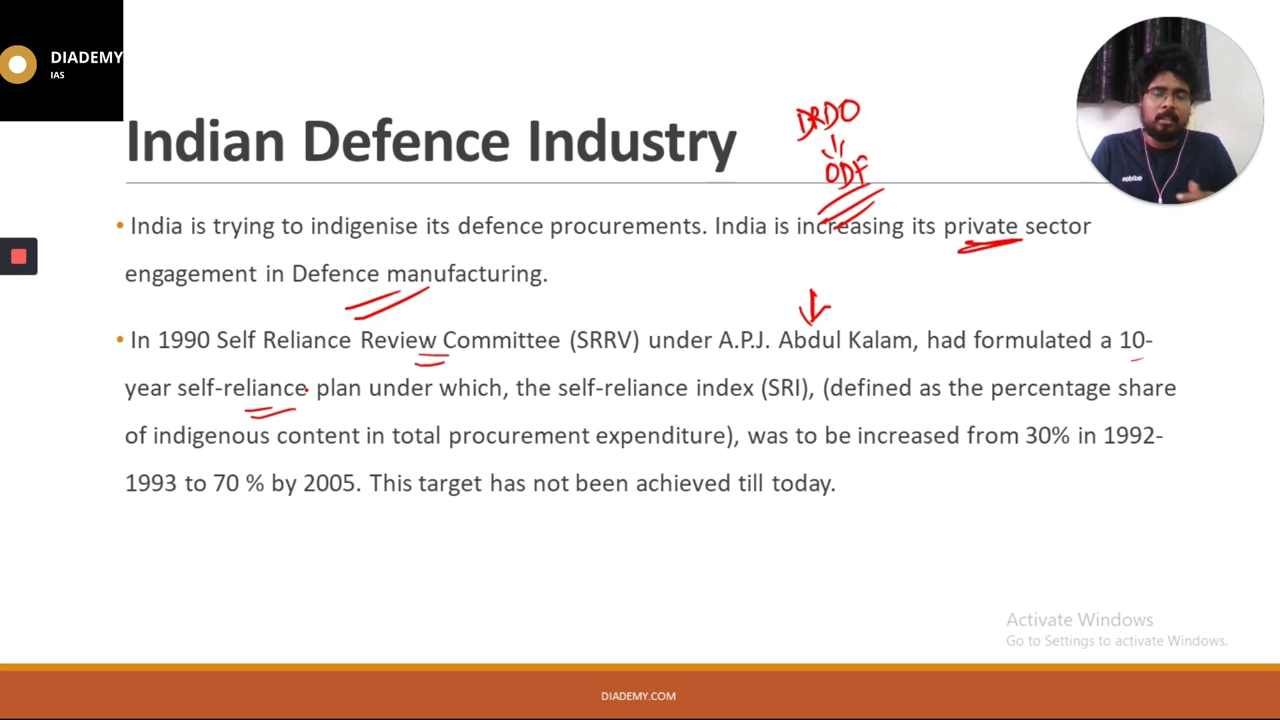 DIADEMY
IAS
DRDO
ODF
Indian Defence Industry
• India is trying to indigenise its defence procurements. India is increasing its private sector
engagement in Defence manufacturing.
• In 1990 Self Reliance Review Committee (SRRV) under A.P.J. Abdul Kalam, had formulated a 10-
year self-reliance plan under which, the self-reliance index (SRI), (defined as the percentage share
of indigenous content in total procurement expenditure), was to be increased from 30% in 1992-
1993 to 70 % by 2005. This target has not been achieved till today.
Activate Windows
Go to Settings to activate Windows.
DIADEMY.COM